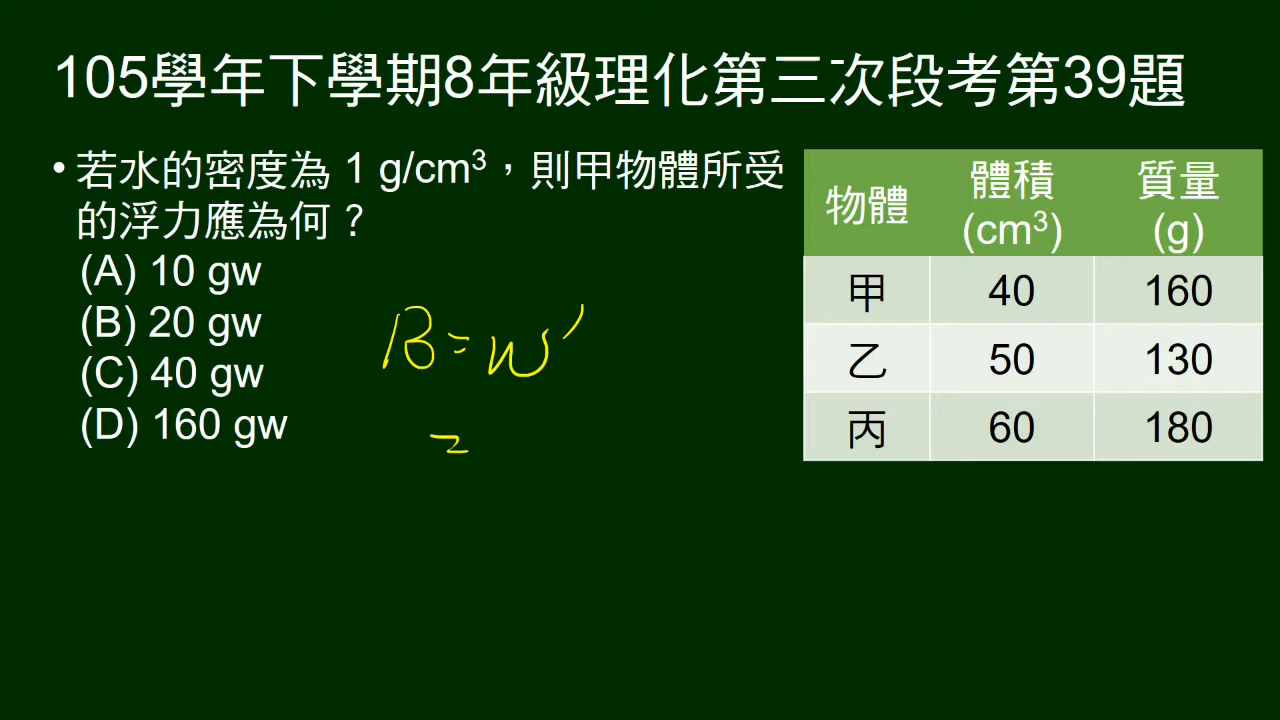 105學年下學期8年級理化第三次段考第39題
• 若水的密度為 1 g/cm³，則甲物體所受
的浮力應為何？
(A) 10 gw
(B) 20 gw
(C) 40 gw
(D) 160 gw
B=W'
=
物體 體積 (cm³) 質量 (g)
甲 40 160
乙 50 130
丙 60 180